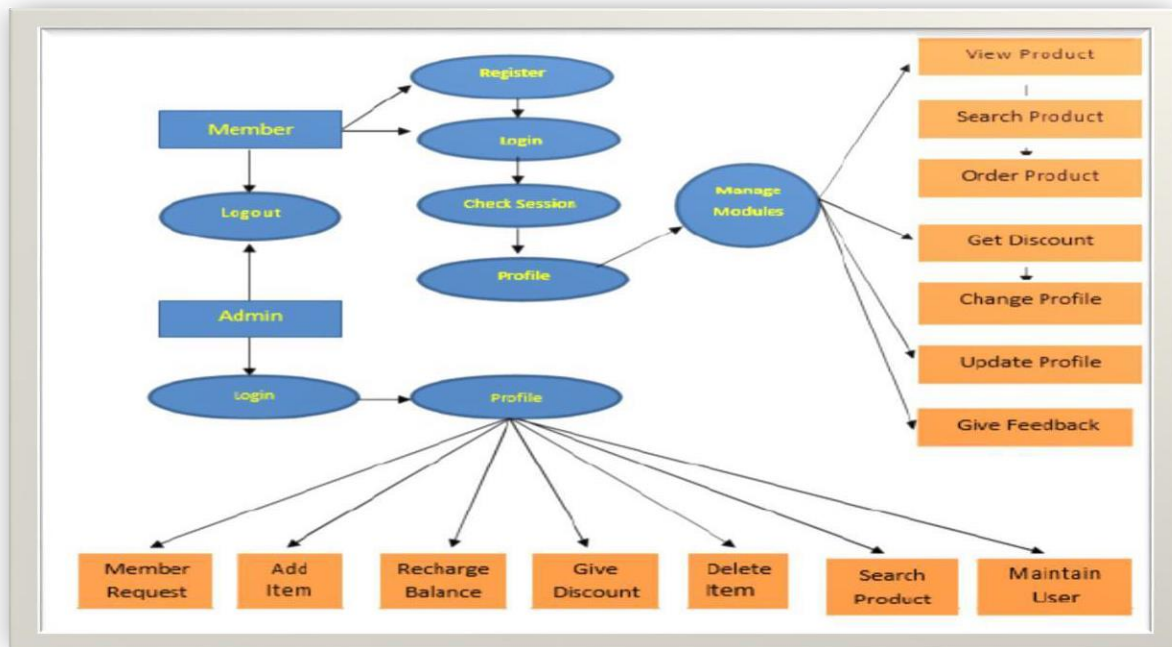 Register
Member
Login
Logout
Check Session
Profile
Manage
Modules
View Product
Search Product
Order Product
Get Discount
Change Profile
Update Profile
Give Feedback
Admin
Login
Profile
Member
Request
Add
Item
Recharge
Balance
Give
Discount
Delete
Item
Search
Product
Maintain
User